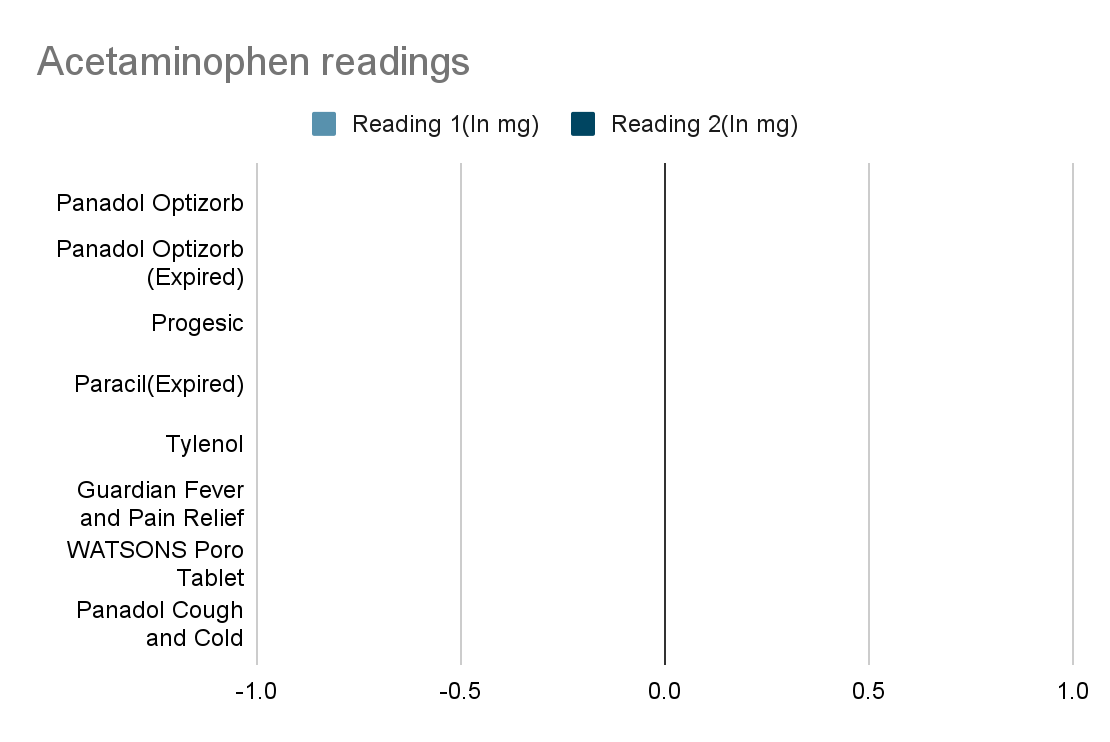 Acetaminophen readings
Reading 1(In mg) Reading 2(In mg)
Panadol Optizorb
Panadol Optizorb
(Expired)
Progesic
Paracil(Expired)
Tylenol
Guardian Fever
and Pain Relief
WATSONS Poro
Tablet
Panadol Cough
and Cold
-1.0 -0.5 0.0 0.5 1.0